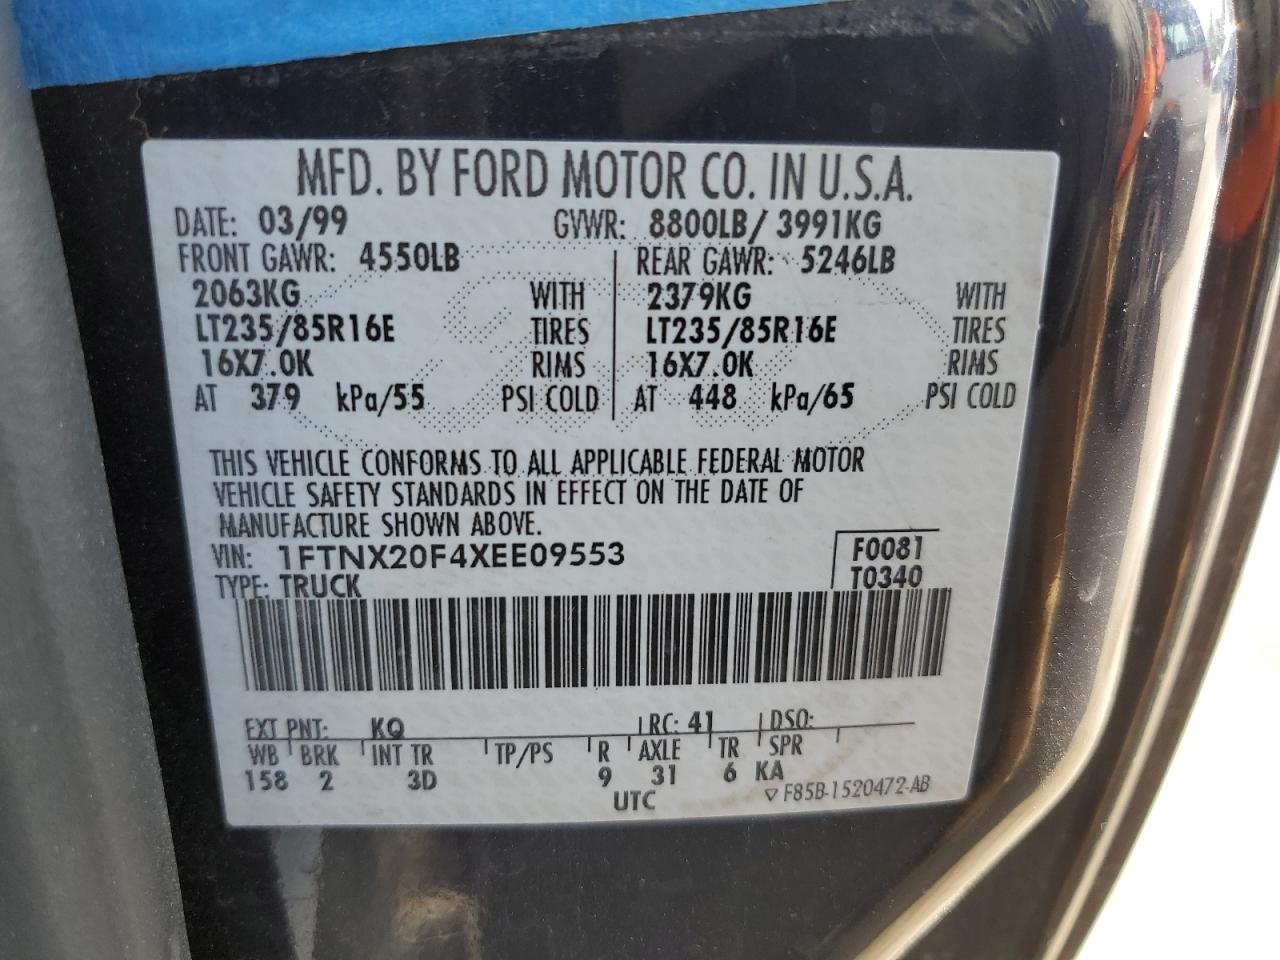 MFD. BY FORD MOTOR CO. IN U.S.A.
DATE: 03/99 GVWR: 8800LB/ 3991KG
FRONT GAWR: 4550LB REAR GAWR: 5246LB
2063KG WITH 2379KG WITH
LT235/85R16E TIRES LT235/85R16E TIRES
16X7.0K RIMS 16X7.0K RIMS
AT 379 kPa/55 PSI COLD AT 448 kPa/65 PSI COLD
THIS VEHICLE CONFORMS TO ALL APPLICABLE FEDERAL MOTOR
VEHICLE SAFETY STANDARDS IN EFFECT ON THE DATE OF
MANUFACTURE SHOWN ABOVE.
VIN: 1FTNX20F4XEE09553 F0081
TYPE: TRUCK T0340
EXT PNT: KQ RC: 41 DSO:
WB BRK INT TR TP/PS R AXLE TR SPR
158 2 3D 9 31 6 KA
UTC ▽ F85B-1520472-AB